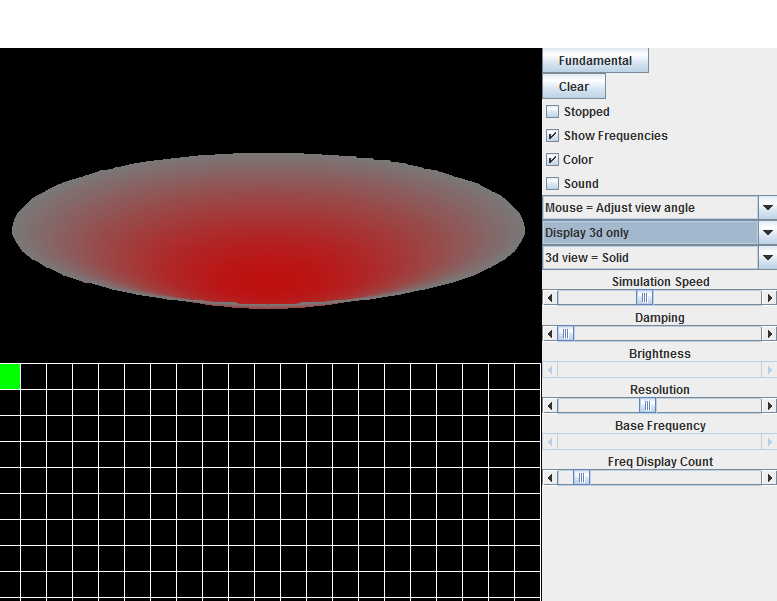 Fundamental
Clear
Stopped
Show Frequencies
Color
Sound
Mouse = Adjust view angle
Display 3d only
3d view = Solid
Simulation Speed
Damping
Brightness
Resolution
Base Frequency
Freq Display Count